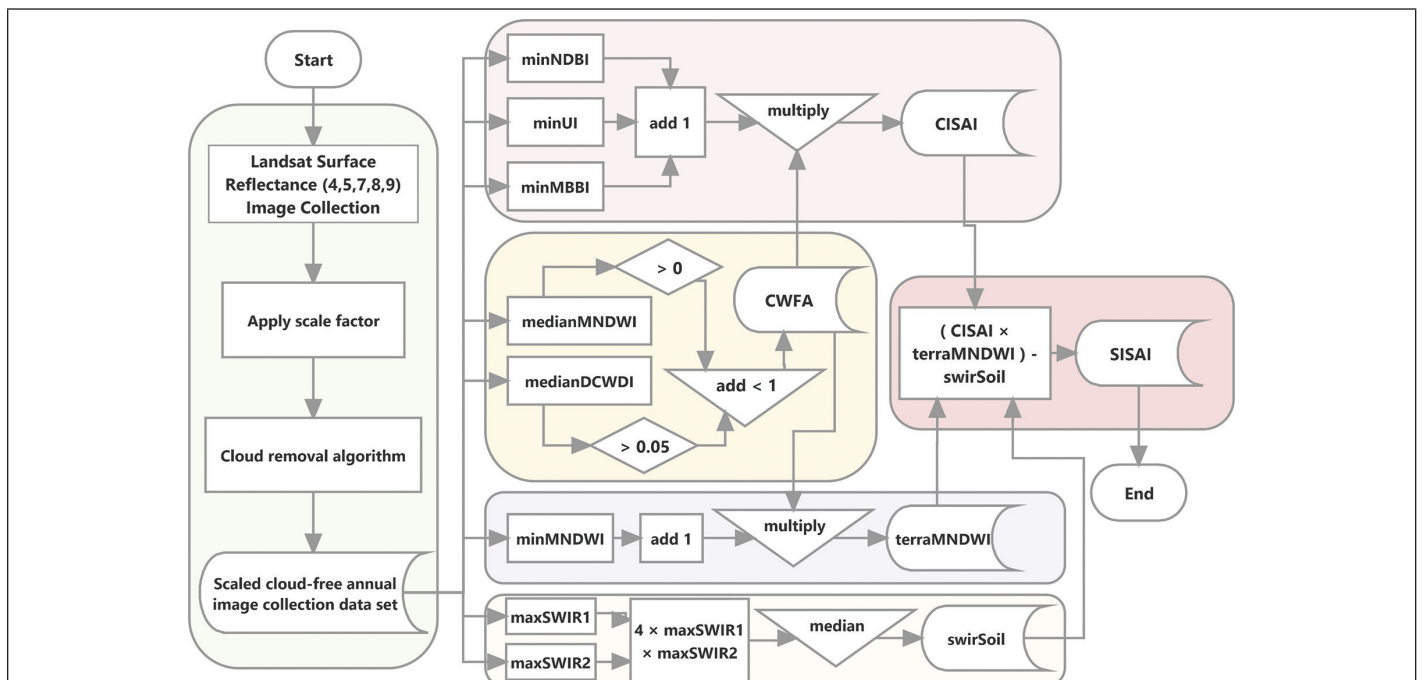 Start
Landsat Surface
Reflectance (4,5,7,8,9)
Image Collection
Apply scale factor
Cloud removal algorithm
Scaled cloud-free annual
image collection data set
minNDBI
minUI
minMBBI
add 1
multiply
CISAI
> 0
medianMNDWI
medianDCWDI
> 0.05
add < 1
CWFA
minMNDWI
add 1
multiply
terraMNDWI
maxSWIR1
maxSWIR2
4 × maxSWIR1
× maxSWIR2
median
swirSoil
( CISAI ×
terraMNDWI ) -
swirSoil
SISAI
End